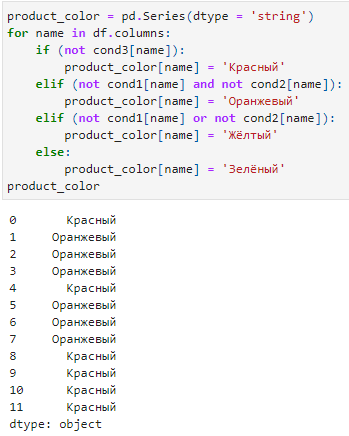 product_color = pd.Series(dtype = 'string')
for name in df.columns:
    if (not cond3[name]):
        product_color[name] = 'Красный'
    elif (not cond1[name] and not cond2[name]):
        product_color[name] = 'Оранжевый'
    elif (not cond1[name] or not cond2[name]):
        product_color[name] = 'Жёлтый'
    else:
        product_color[name] = 'Зелёный'
product_color
0 Красный
1 Оранжевый
2 Оранжевый
3 Оранжевый
4 Красный
5 Оранжевый
6 Оранжевый
7 Оранжевый
8 Красный
9 Красный
10 Красный
11 Красный
dtype: object